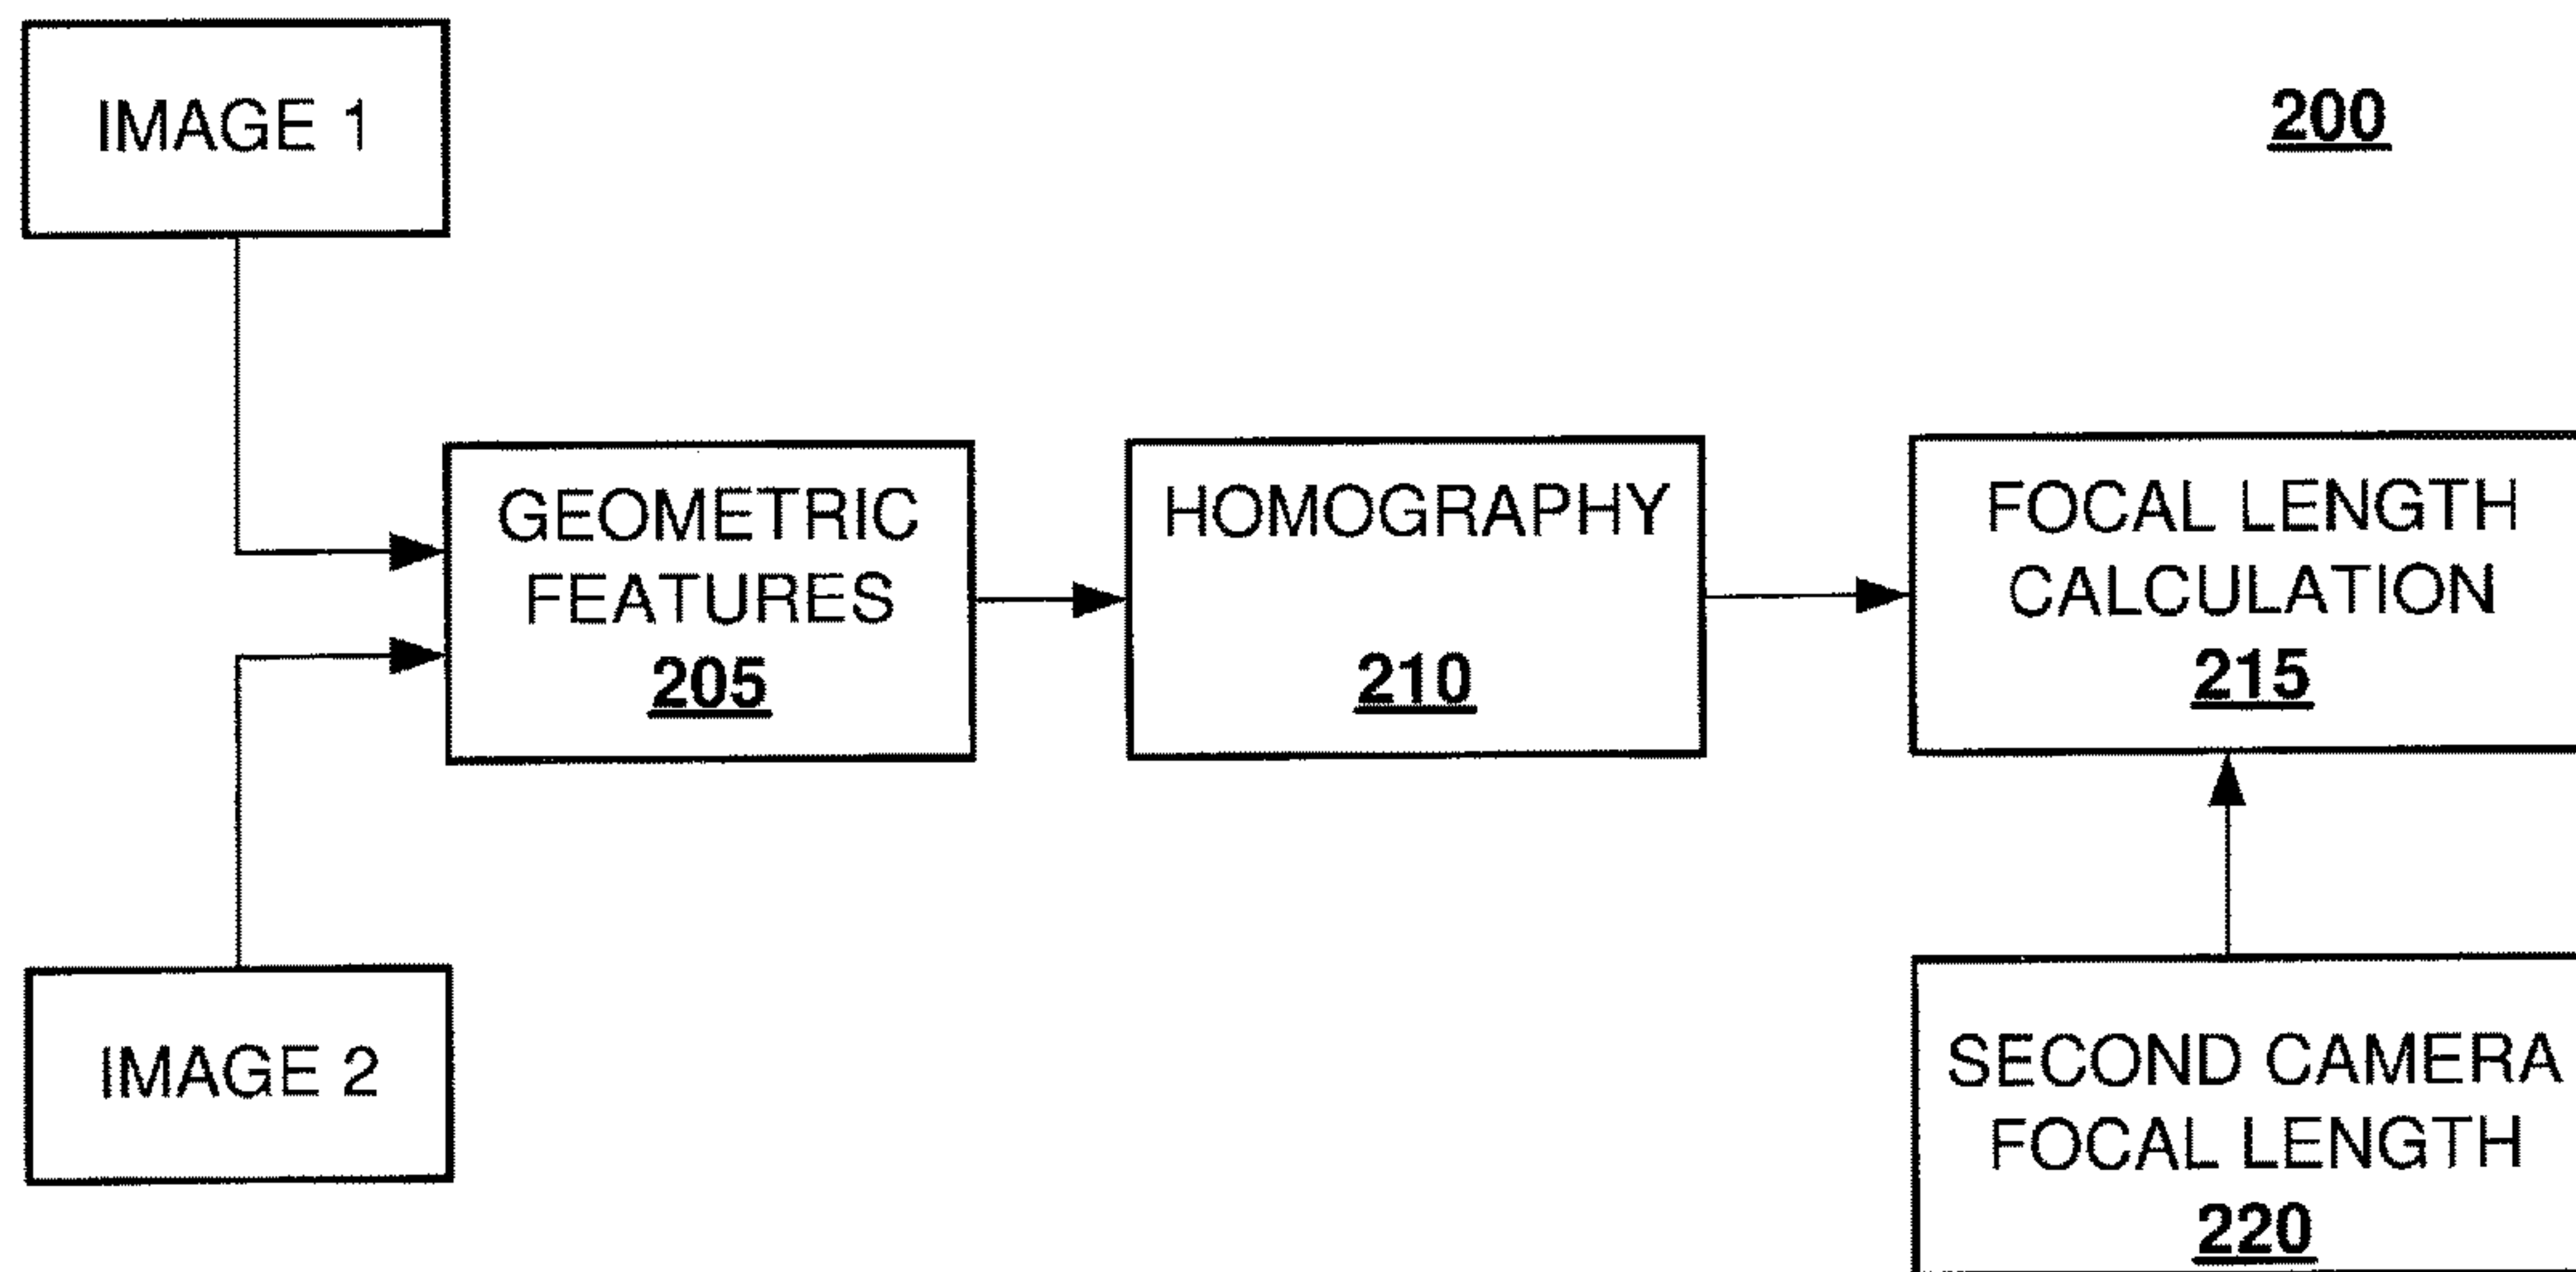 IMAGE 1
200
GEOMETRIC
FEATURES
205
HOMOGRAPHY
210
FOCAL LENGTH
CALCULATION
215
IMAGE 2
SECOND CAMERA
FOCAL LENGTH
220